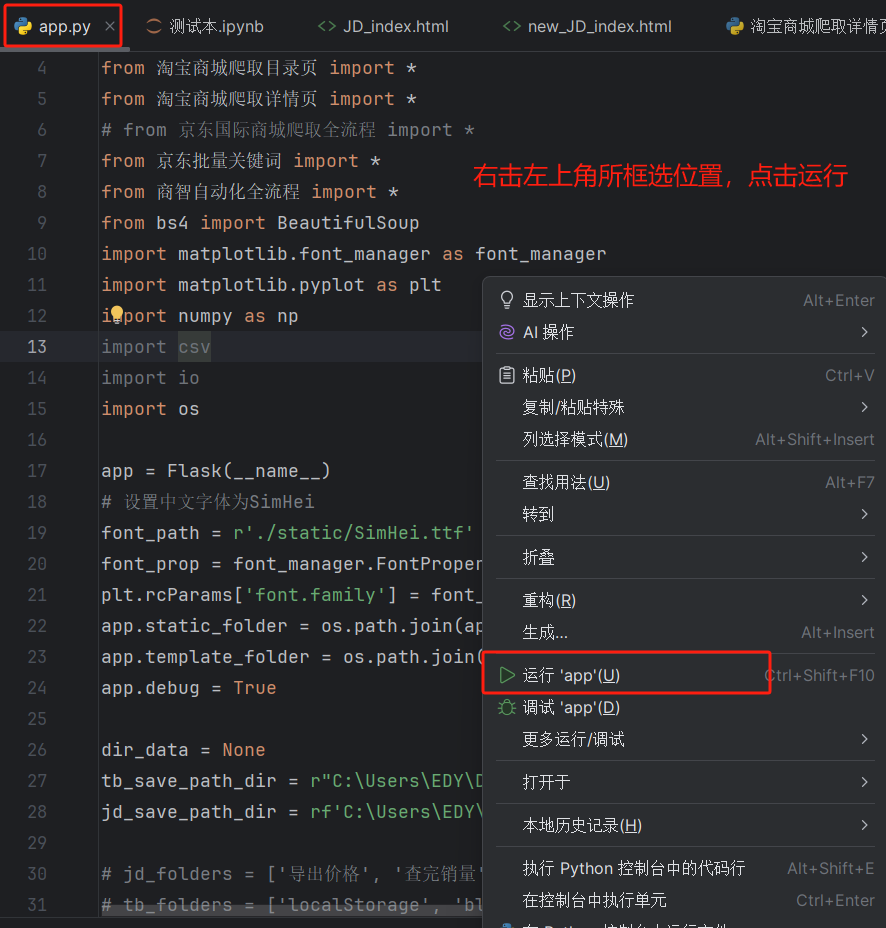 app.py
测试本.ipynb
JD_index.html
new_JD_index.html
淘宝商城爬取详情页
4 from 淘宝商城爬取目录页 import *
5 from 淘宝商城爬取详情页 import *
6 # from 京东国际商城爬取全流程 import *
7 from 京东批量关键词 import *
右击左上角所框选位置，点击运行
8 from 商智自动化全流程 import *
9 from bs4 import BeautifulSoup
10 import matplotlib.font_manager as font_manager
11 import matplotlib.pyplot as plt
12 import numpy as np
13 import csv
14 import io
15 import os
16
17 app = Flask(__name__)
18 # 设置中文字体为SimHei
19 font_path = r'./static/SimHei.ttf'
20 font_prop = font_manager.FontProper
21 plt.rcParams['font.family'] = font_
22 app.static_folder = os.path.join(ap
23 app.template_folder = os.path.join(
24 app.debug = True
25
26 dir_data = None
27 tb_save_path_dir = r"C:\Users\EDY\D
28 jd_save_path_dir = rf'C:\Users\EDY\
29
30 # jd_folders = ['导出价格', '查完销量'
31 # tb_folders = ['localStorage', 'bl
显示上下文操作 Alt+Enter
AI 操作
粘贴(P) Ctrl+V
复制/粘贴特殊
列选择模式(M) Alt+Shift+Insert
查找用法(U) Alt+F7
转到
折叠
重构(R)
生成... Alt+Insert
运行 'app'(U) Ctrl+Shift+F10
调试 'app'(D)
更多运行/调试
打开于
本地历史记录(H)
执行 Python 控制台中的代码行 Alt+Shift+E
在控制台中执行单元 Ctrl+Enter